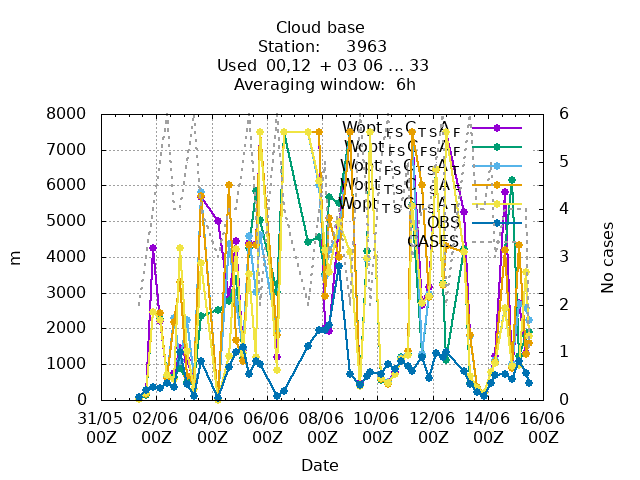 Cloud base
Station: 3963
Used 00,12 + 03 06 ... 33
Averaging window: 6h
8000
7000
6000
5000
4000
3000
2000
1000
0
m
6
5
4
3
2
1
0
No cases
OBS
CASES
31/05 02/06 04/06 06/06 08/06 10/06 12/06 14/06 16/06
00Z 00Z 00Z 00Z 00Z 00Z 00Z 00Z 00Z
Date